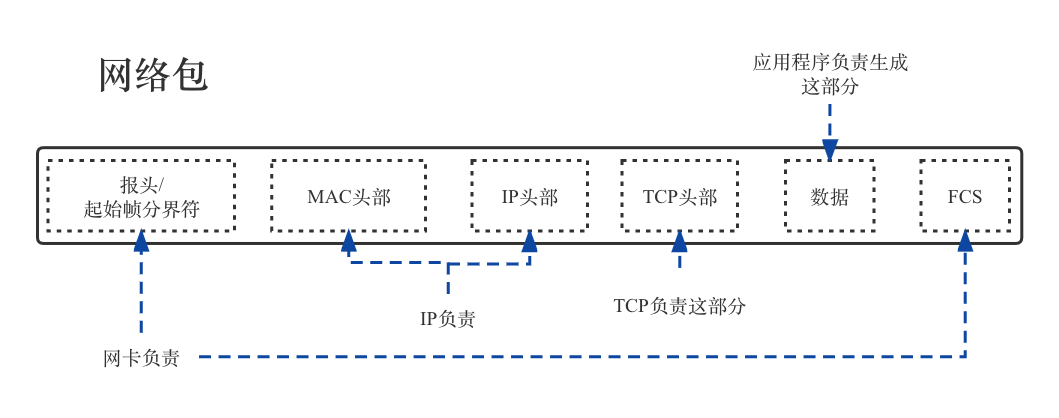 网络包
应用程序负责生成
这部分
报头/
起始帧分界符
MAC头部
IP头部
TCP头部
数据
FCS
IP负责
TCP负责这部分
网卡负责